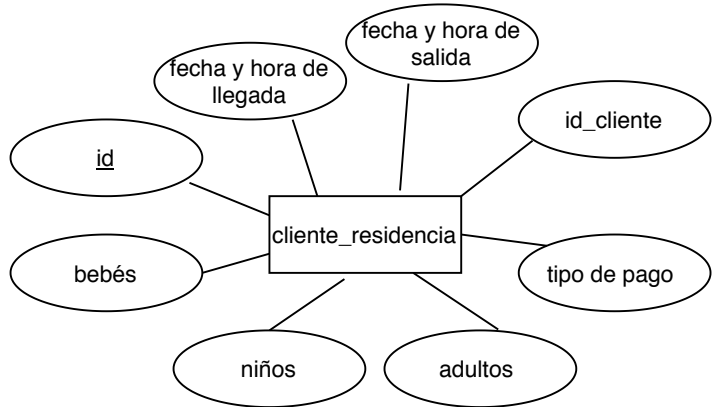 fecha y hora de
salida
fecha y hora de
llegada
id_cliente
id
cliente_residencia
bebés
tipo de pago
niños
adultos